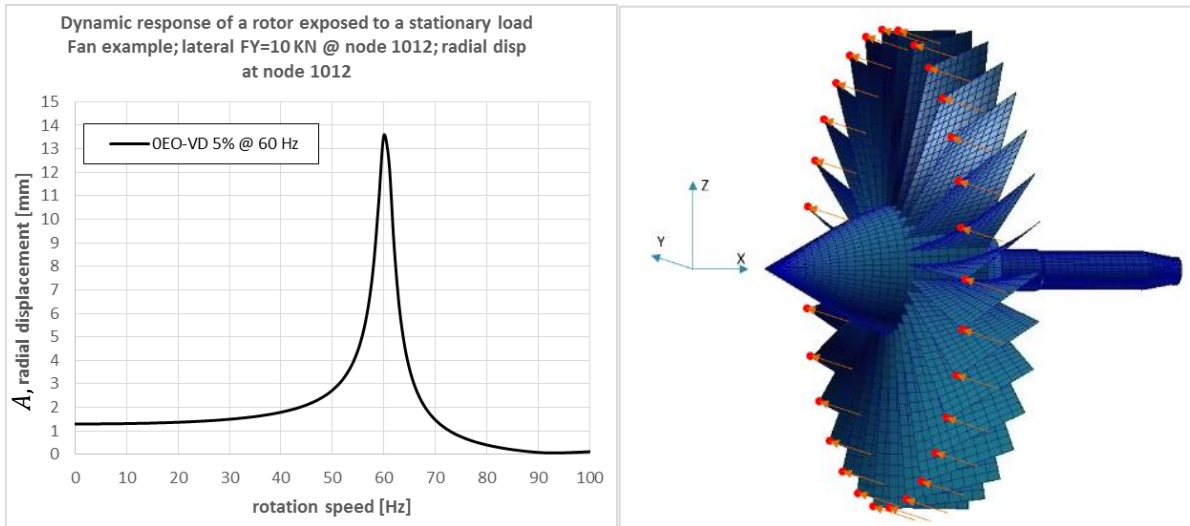 Dynamic response of a rotor exposed to a stationary load
Fan example; lateral FY=10 KN @ node 1012; radial disp
at node 1012
15
14
13
12
11
10
9
8
7
6
5
4
3
2
1
0
0EO-VD 5% @ 60 Hz
A, radial displacement [mm]
0 10 20 30 40 50 60 70 80 90 100
rotation speed [Hz]
Z
Y
X